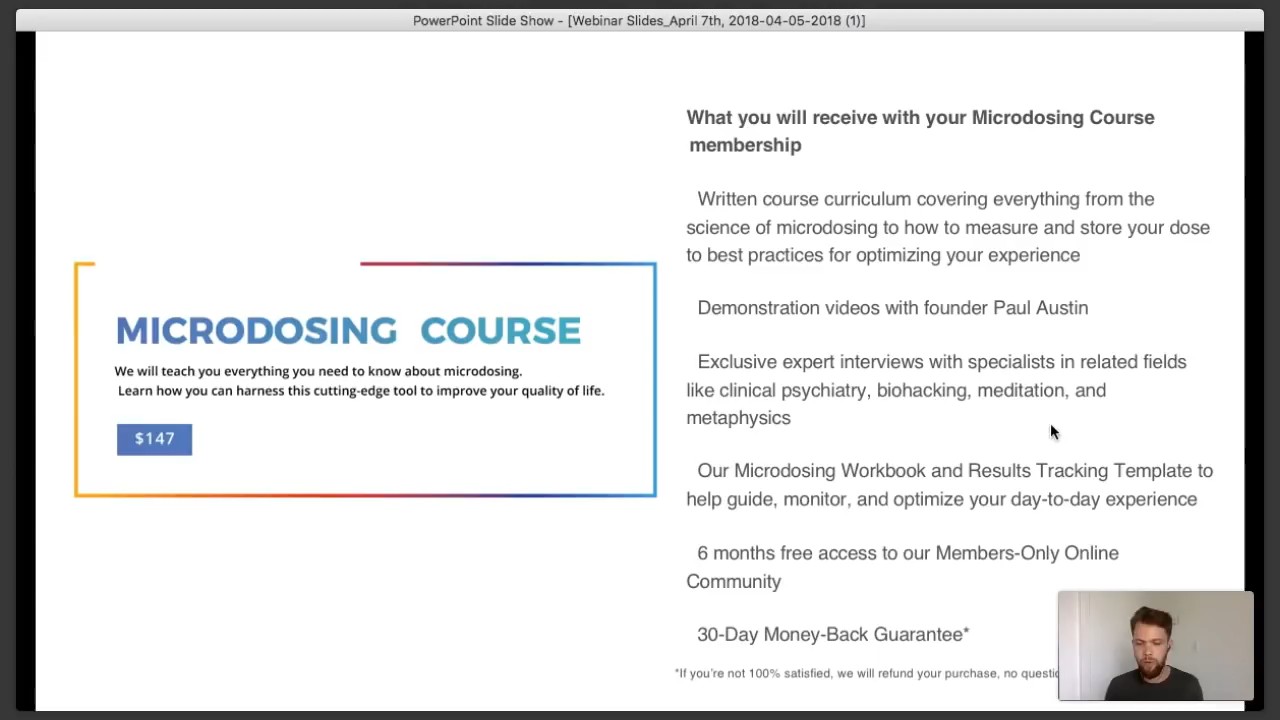 PowerPoint Slide Show - [Webinar Slides_April 7th, 2018-04-05-2018 (1)]
MICRODOSING COURSE
We will teach you everything you need to know about microdosing.
Learn how you can harness this cutting-edge tool to improve your quality of life.
$147
What you will receive with your Microdosing Course
membership
Written course curriculum covering everything from the
science of microdosing to how to measure and store your dose
to best practices for optimizing your experience
Demonstration videos with founder Paul Austin
Exclusive expert interviews with specialists in related fields
like clinical psychiatry, biohacking, meditation, and
metaphysics
Our Microdosing Workbook and Results Tracking Template to
help guide, monitor, and optimize your day-to-day experience
6 months free access to our Members-Only Online
Community
30-Day Money-Back Guarantee*
*If you're not 100% satisfied, we will refund your purchase, no